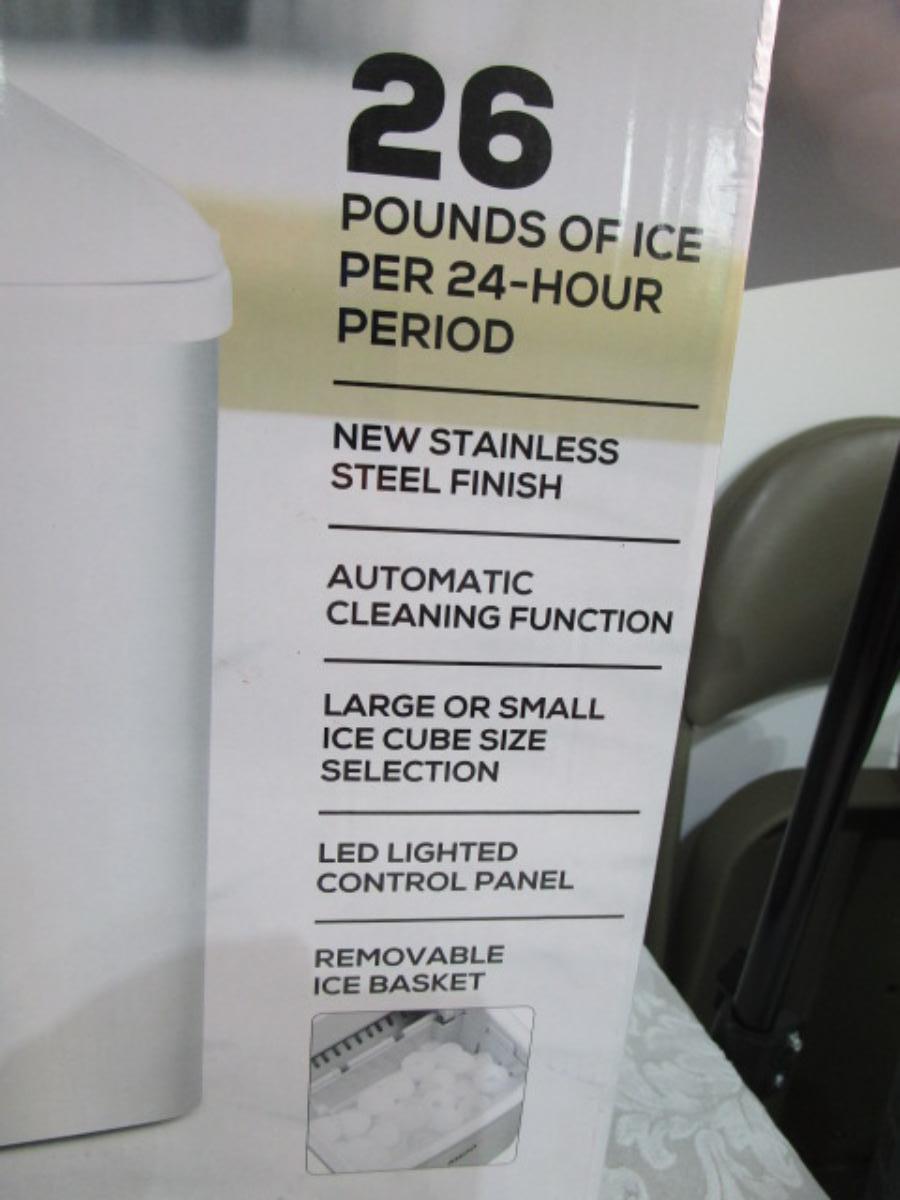 26
POUNDS OF ICE
PER 24-HOUR
PERIOD
NEW STAINLESS
STEEL FINISH
AUTOMATIC
CLEANING FUNCTION
LARGE OR SMALL
ICE CUBE SIZE
SELECTION
LED LIGHTED
CONTROL PANEL
REMOVABLE
ICE BASKET